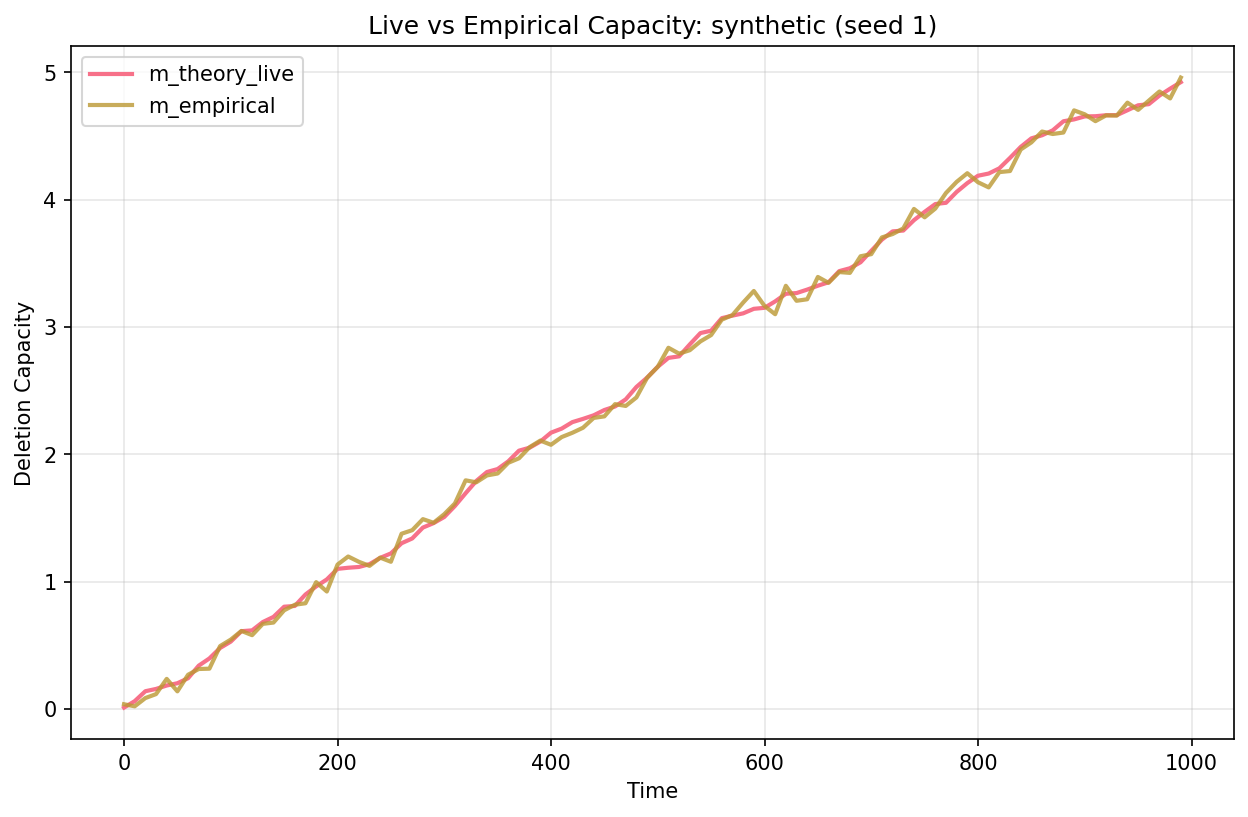 Live vs Empirical Capacity: synthetic (seed 1)
m_theory_live
m_empirical
5
4
3
2
1
0
Deletion Capacity
0 200 400 600 800 1000
Time